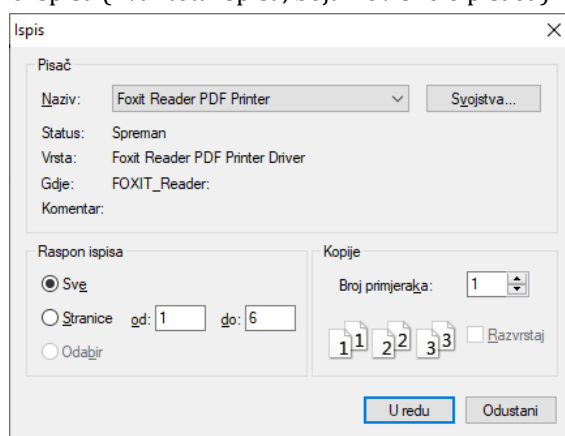 Ispis
Pisač
Naziv: Foxit Reader PDF Printer Svojstva...
Status: Spreman
Vrsta: Foxit Reader PDF Printer Driver
Gdje: FOXIT_Reader:
Komentar:
Raspon ispisa
Sve
Stranice od: 1 do: 6
Odabir
Kopije
Broj primjeraka: 1
1 1 2 2 3 3 Razvrstaj
U redu Odustani